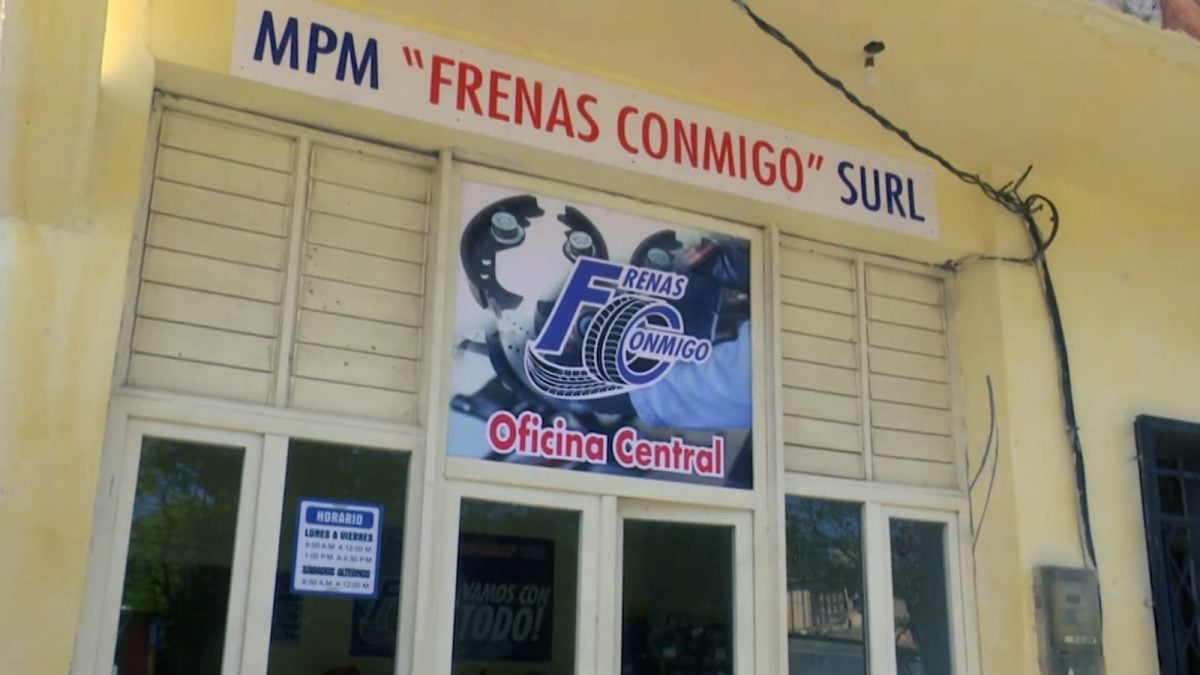 MPM "FRENAS CONMIGO" SURL
FRENAS
CONMIGO
Oficina Central
HORARIO
LUNES A VIERNES
8:00 A.M. A 12:00 M.
1:00 P.M. A 4:30 P.M.
SÁBADOS ALTERNOS
8:00 A.M. A 12:00 M.
VAMOS CON
TODO!